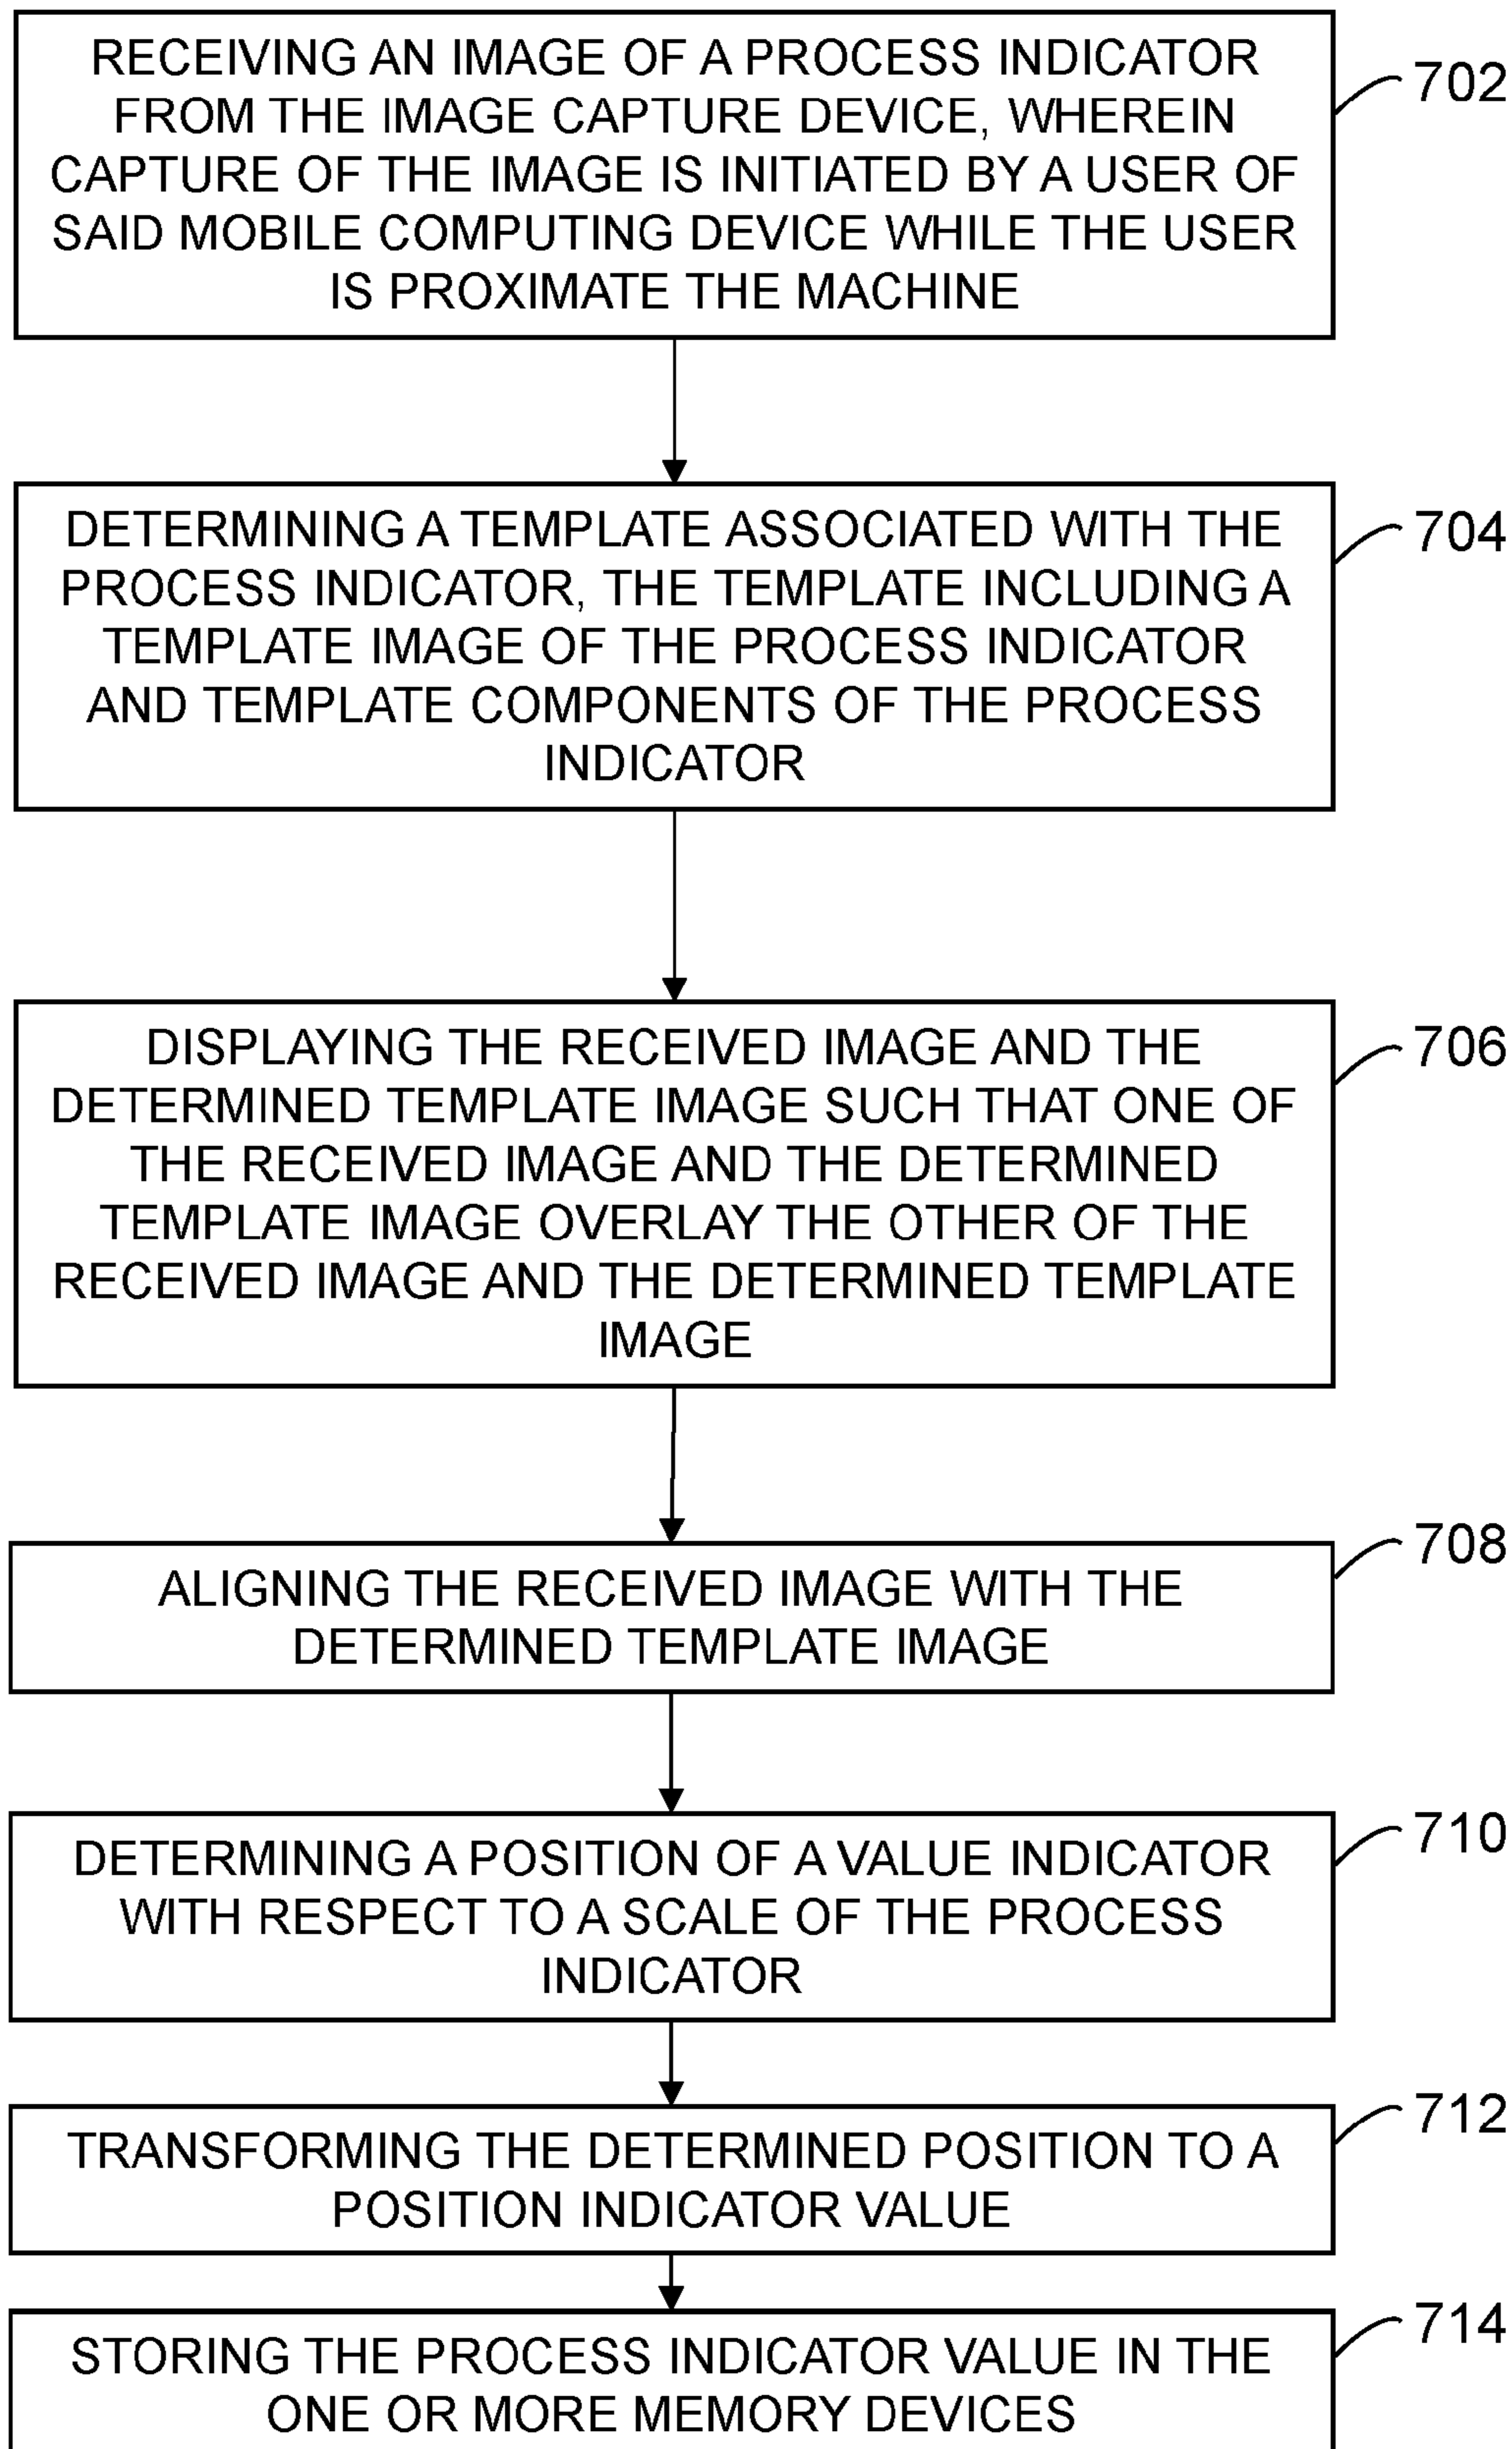 RECEIVING AN IMAGE OF A PROCESS INDICATOR
FROM THE IMAGE CAPTURE DEVICE, WHEREIN
CAPTURE OF THE IMAGE IS INITIATED BY A USER OF
SAID MOBILE COMPUTING DEVICE WHILE THE USER
IS PROXIMATE THE MACHINE
702
DETERMINING A TEMPLATE ASSOCIATED WITH THE
PROCESS INDICATOR, THE TEMPLATE INCLUDING A
TEMPLATE IMAGE OF THE PROCESS INDICATOR
AND TEMPLATE COMPONENTS OF THE PROCESS
INDICATOR
704
DISPLAYING THE RECEIVED IMAGE AND THE
DETERMINED TEMPLATE IMAGE SUCH THAT ONE OF
THE RECEIVED IMAGE AND THE DETERMINED
TEMPLATE IMAGE OVERLAY THE OTHER OF THE
RECEIVED IMAGE AND THE DETERMINED TEMPLATE
IMAGE
706
ALIGNING THE RECEIVED IMAGE WITH THE
DETERMINED TEMPLATE IMAGE
708
DETERMINING A POSITION OF A VALUE INDICATOR
WITH RESPECT TO A SCALE OF THE PROCESS
INDICATOR
710
TRANSFORMING THE DETERMINED POSITION TO A
POSITION INDICATOR VALUE
712
STORING THE PROCESS INDICATOR VALUE IN THE
ONE OR MORE MEMORY DEVICES
714